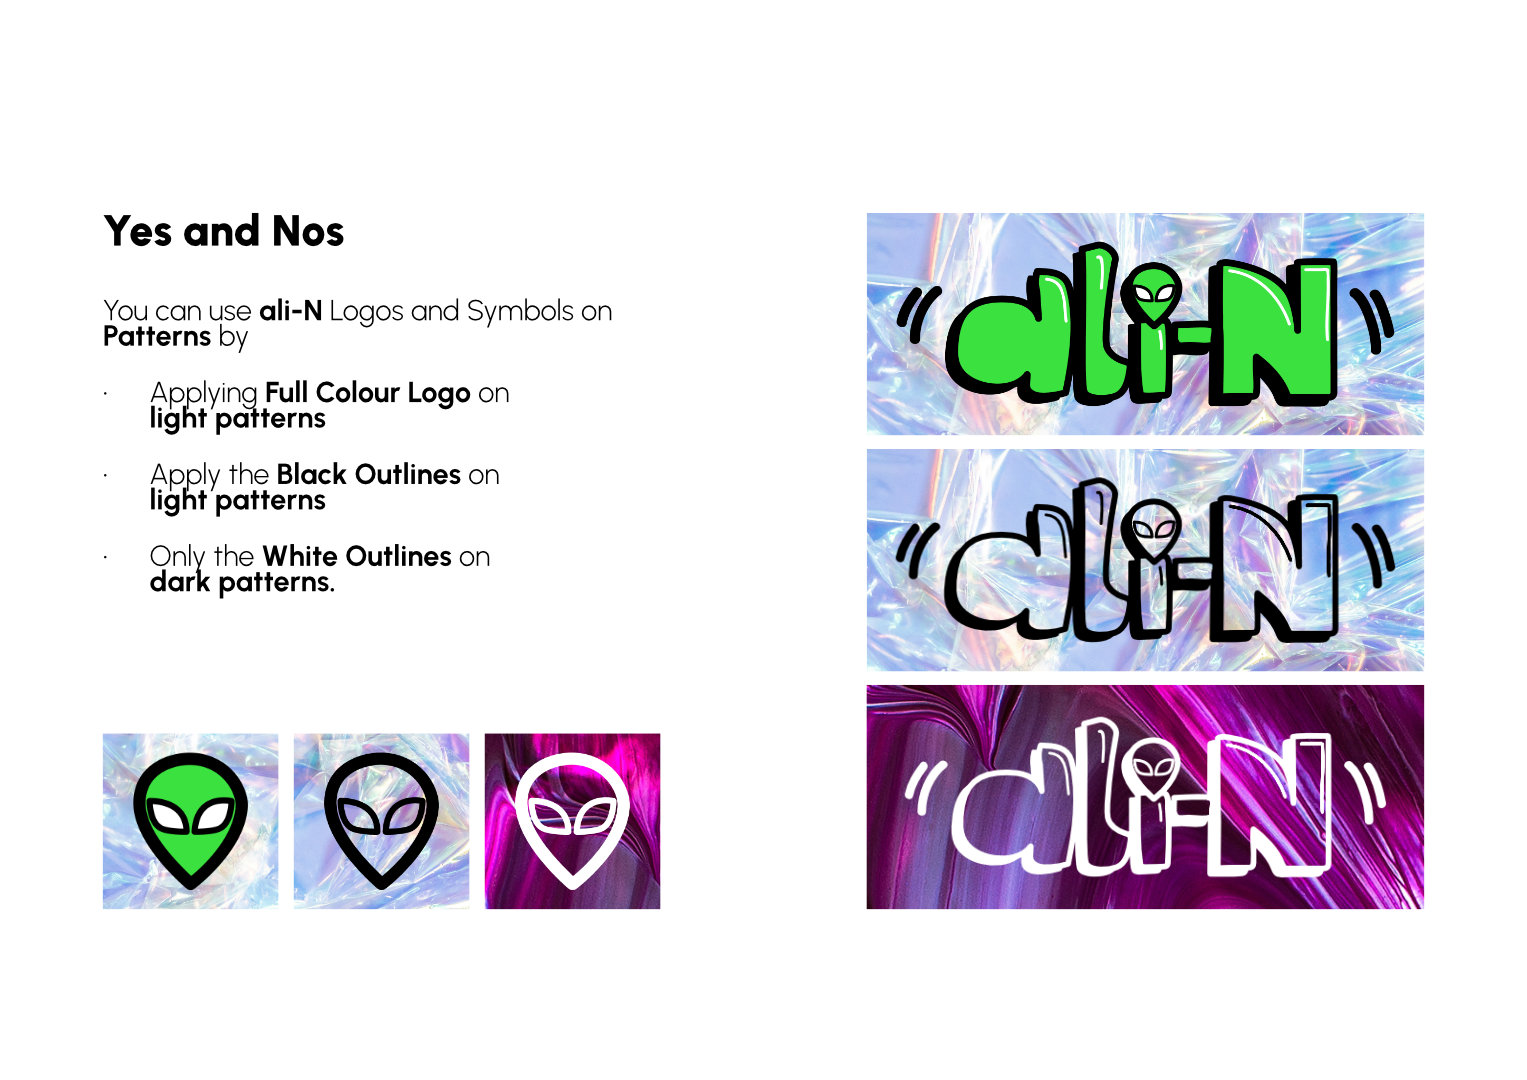 Yes and Nos
You can use ali-N Logos and Symbols on
Patterns by
· Applying Full Colour Logo on
light patterns
· Apply the Black Outlines on
light patterns
· Only the White Outlines on
dark patterns.
ali-N
ali-N
ali-N